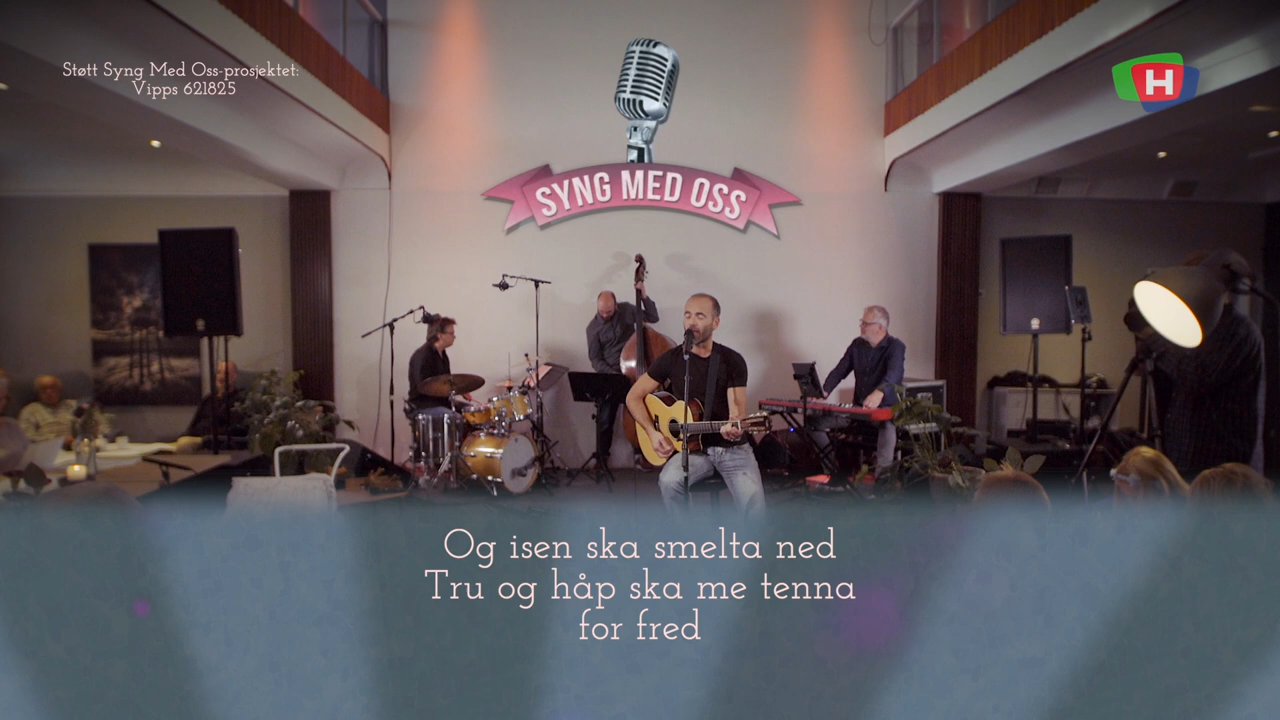 Støtt Syng Med Oss-prosjektet:
Vipps 621825
H
SYNG MED OSS
Og isen ska smelta ned
Tru og håp ska me tenna
for fred